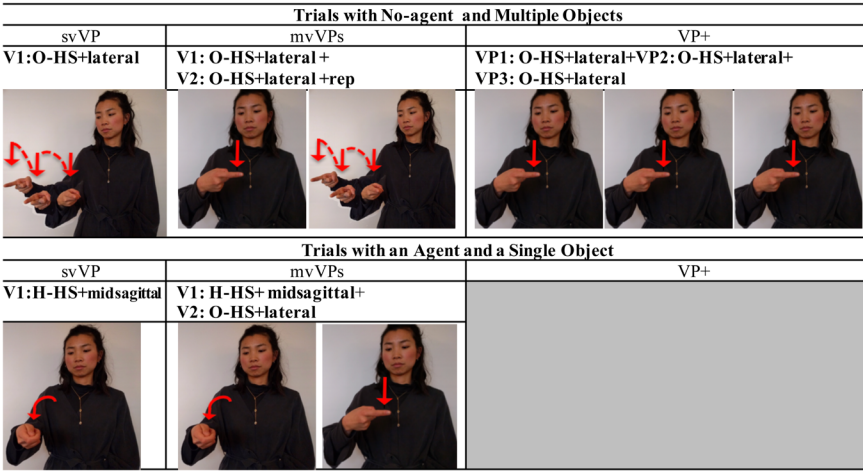 Trials with No-agent and Multiple Objects
svVP mvVPs VP+
V1:O-HS+lateral
V1: O-HS+lateral +
V2: O-HS+lateral +rep
VP1: O-HS+lateral+VP2: O-HS+lateral+
VP3: O-HS+lateral
Trials with an Agent and a Single Object
svVP mvVPs VP+
V1:H-HS+midsagittal
V1: H-HS+ midsagittal+
V2: O-HS+lateral